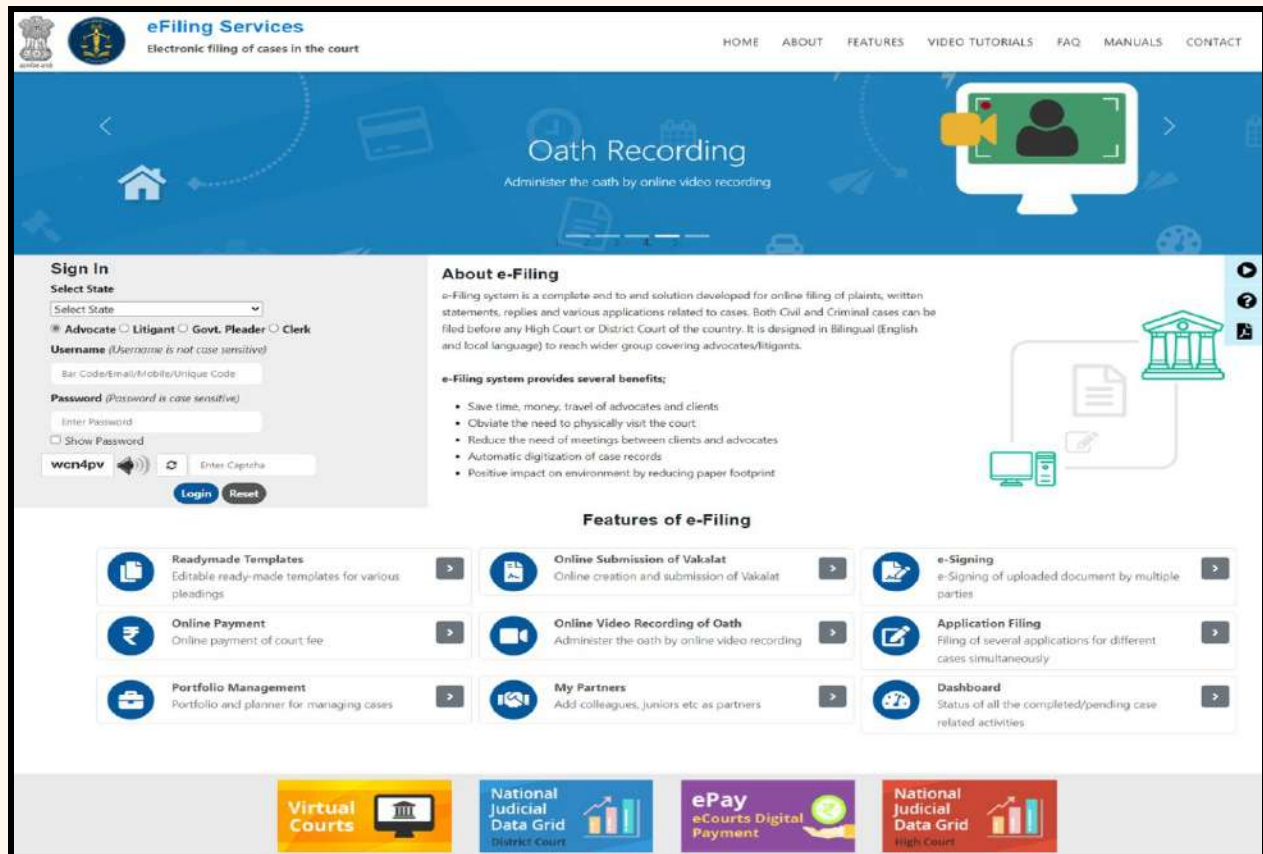 eFiling Services
Electronic filing of cases in the court
HOME ABOUT FEATURES VIDEO TUTORIALS FAQ MANUALS CONTACT
Oath Recording
Administer the oath by online video recording
Sign In
Select State
Select State
Advocate Litigant Govt. Pleader Clerk
Username (Username is not case sensitive)
Bar Code/Email/Mobile/Unique Code
Password (Password is case sensitive)
Enter Password
Show Password
wcn4pv
Enter Captcha
Login Reset
About e-Filing
e-Filing system is a complete end to end solution developed for online filing of plaints, written
statements, replies and various applications related to cases. Both Civil and Criminal cases can be
filed before any High Court or District Court of the country. It is designed in Bilingual (English
and local language) to reach wider group covering advocates/litigants.
e-Filing system provides several benefits;
• Save time, money, travel of advocates and clients
• Obviate the need to physically visit the court
• Reduce the need of meetings between clients and advocates
• Automatic digitization of case records
• Positive impact on environment by reducing paper footprint
Features of e-Filing
Readymade Templates
Editable ready-made templates for various
pleadings
Online Submission of Vakalat
Online creation and submission of Vakalat
e-Signing
e-Signing of uploaded document by multiple
parties
Online Payment
Online payment of court fee
Online Video Recording of Oath
Administer the oath by online video recording
Application Filing
Filing of several applications for different
cases simultaneously
Portfolio Management
Portfolio and planner for managing cases
My Partners
Add colleagues, juniors etc as partners
Dashboard
Status of all the completed/pending case
related activities
Virtual
Courts
National
Judicial
Data Grid
District Court
ePay
eCourts Digital
Payment
National
Judicial
Data Grid
High Court